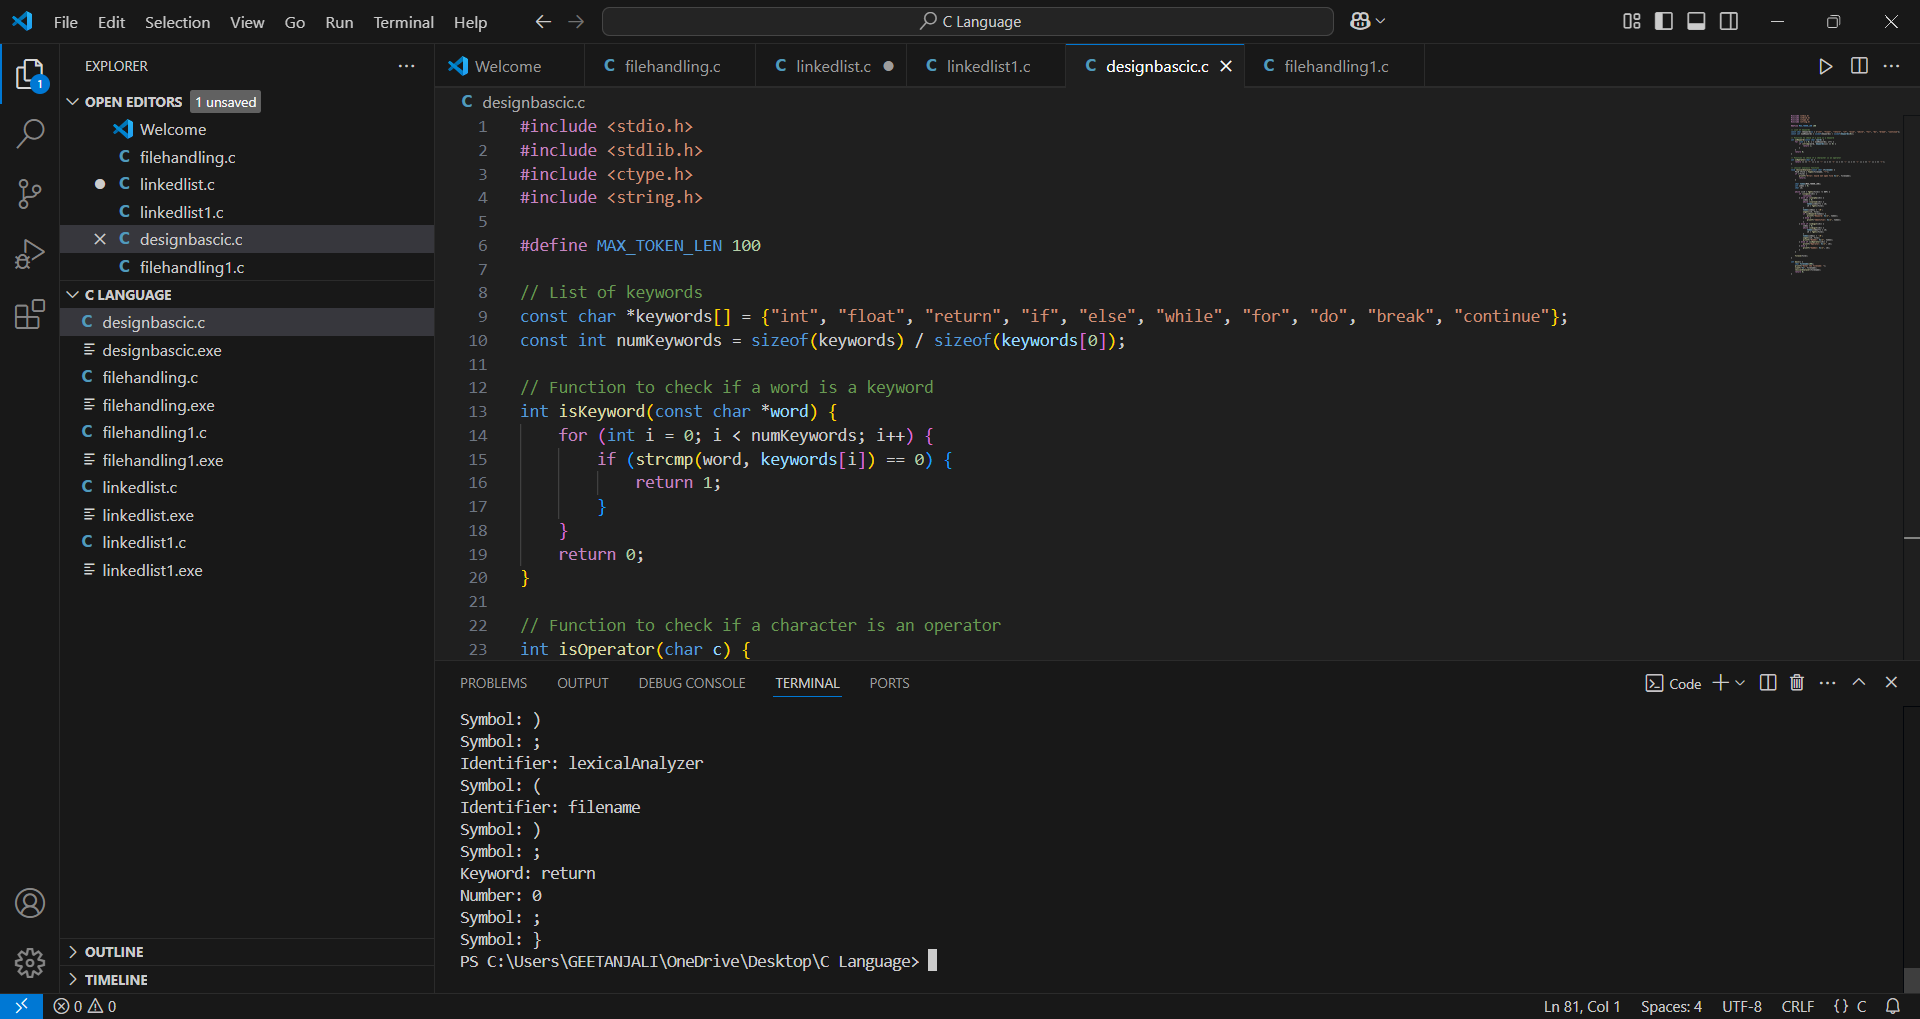 File Edit Selection View Go Run Terminal Help
C Language
EXPLORER
OPEN EDITORS 1 unsaved
Welcome
C filehandling.c
C linkedlist.c
C linkedlist1.c
C designbascic.c
C filehandling1.c
C LANGUAGE
C designbascic.c
designbascic.exe
C filehandling.c
filehandling.exe
C filehandling1.c
filehandling1.exe
C linkedlist.c
linkedlist.exe
C linkedlist1.c
linkedlist1.exe
OUTLINE
TIMELINE
1
Welcome C filehandling.c C linkedlist.c C linkedlist1.c C designbascic.c C filehandling1.c
C designbascic.c
1 #include <stdio.h>
2 #include <stdlib.h>
3 #include <ctype.h>
4 #include <string.h>
5
6 #define MAX_TOKEN_LEN 100
7
8 // List of keywords
9 const char *keywords[] = {"int", "float", "return", "if", "else", "while", "for", "do", "break", "continue"};
10 const int numKeywords = sizeof(keywords) / sizeof(keywords[0]);
11
12 // Function to check if a word is a keyword
13 int isKeyword(const char *word) {
14 for (int i = 0; i < numKeywords; i++) {
15 if (strcmp(word, keywords[i]) == 0) {
16 return 1;
17 }
18 }
19 return 0;
20 }
21
22 // Function to check if a character is an operator
23 int isOperator(char c) {
PROBLEMS OUTPUT DEBUG CONSOLE TERMINAL PORTS
Code
Symbol: )
Symbol: ;
Identifier: lexicalAnalyzer
Symbol: (
Identifier: filename
Symbol: )
Symbol: ;
Keyword: return
Number: 0
Symbol: ;
Symbol: }
PS C:\Users\GEETANJALI\OneDrive\Desktop\C Language>
0 0
Ln 81, Col 1 Spaces: 4 UTF-8 CRLF {} C